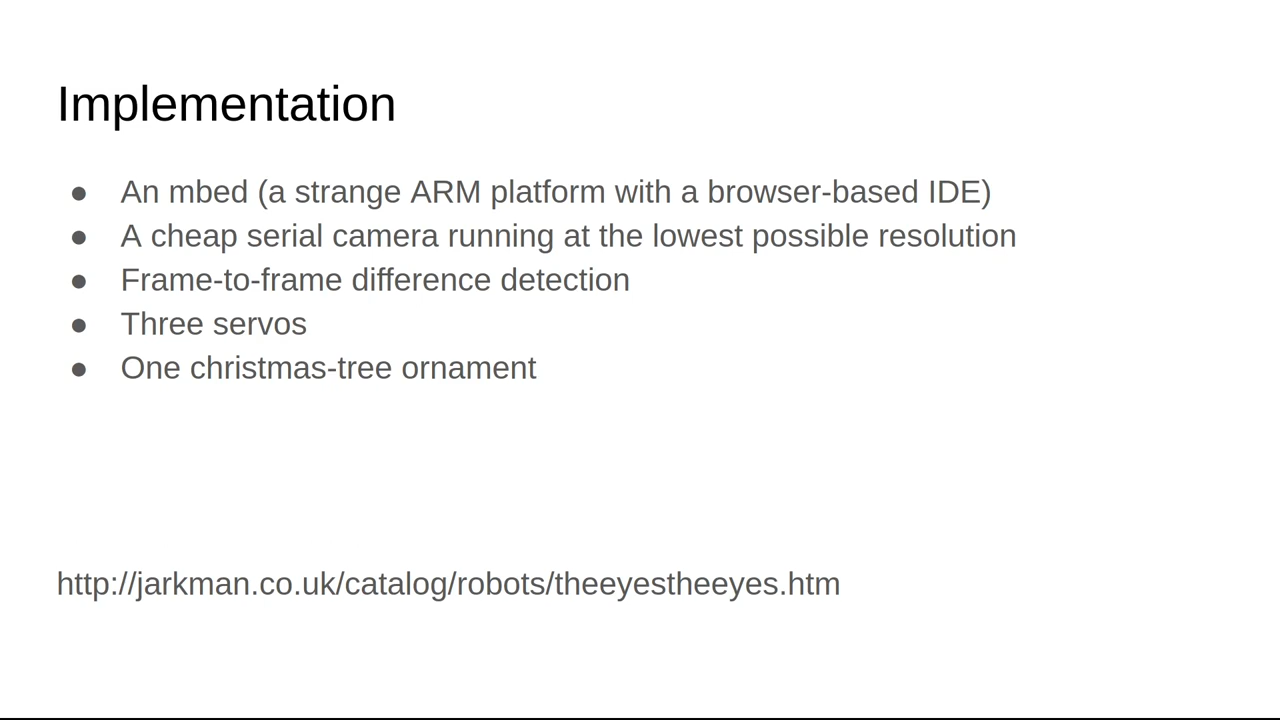 Implementation
● An mbed (a strange ARM platform with a browser-based IDE)
● A cheap serial camera running at the lowest possible resolution
● Frame-to-frame difference detection
● Three servos
● One christmas-tree ornament
http://jarkman.co.uk/catalog/robots/theeyestheeyes.htm